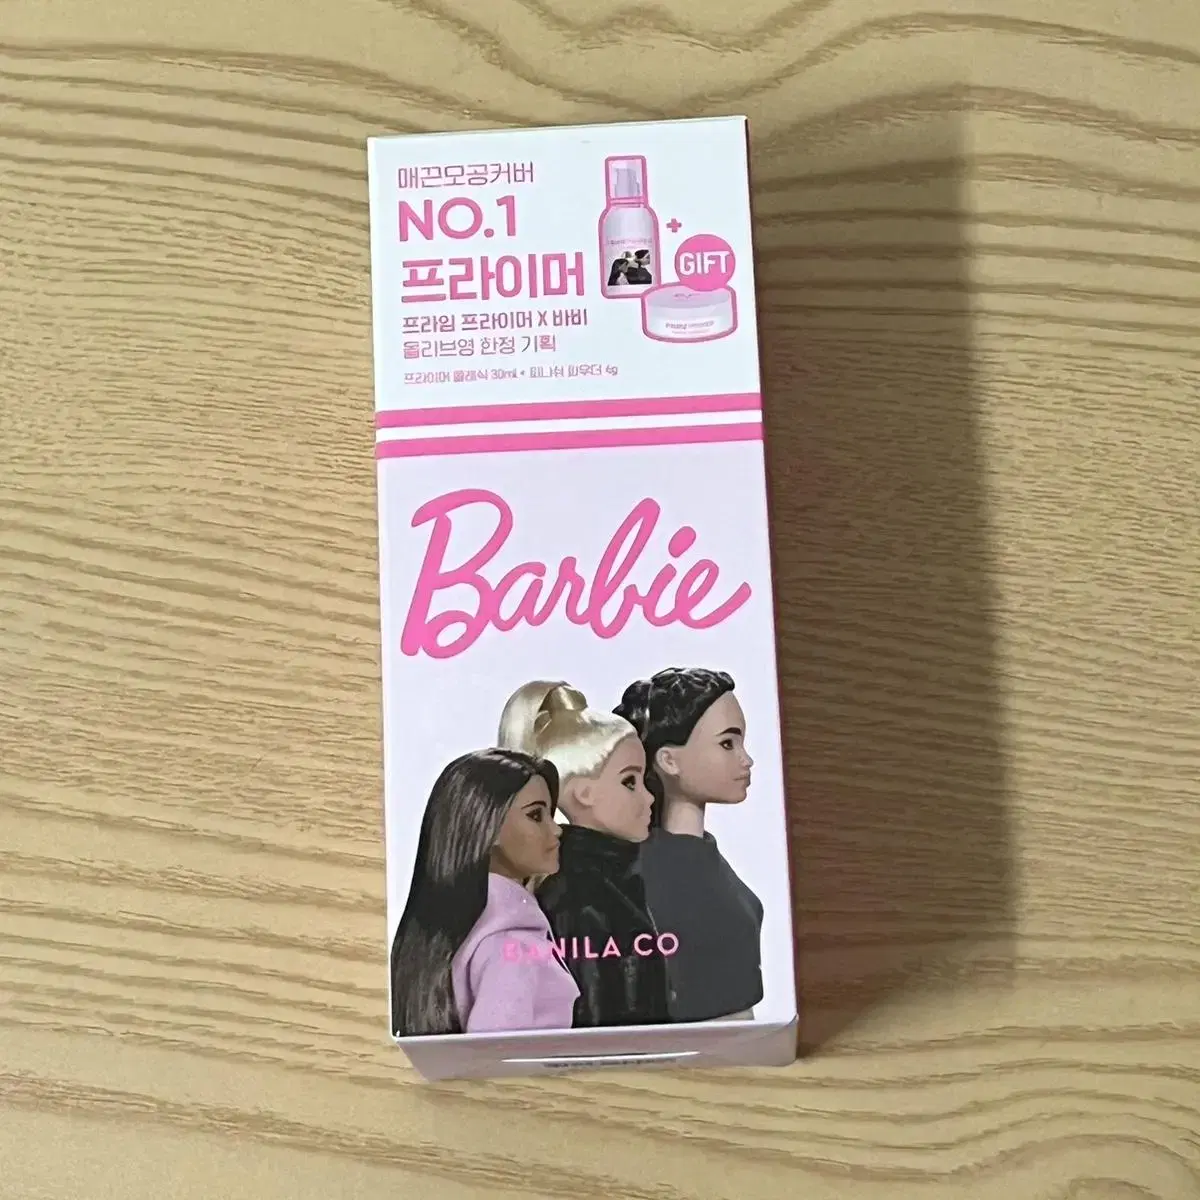 매끈모공커버
NO.1
프라이머
프라임 프라이머 X 바비
올리브영 한정 기획
프라이머 클래식 30ml + 피니쉬 파우더 4g
+
GIFT
Barbie
BANILA CO